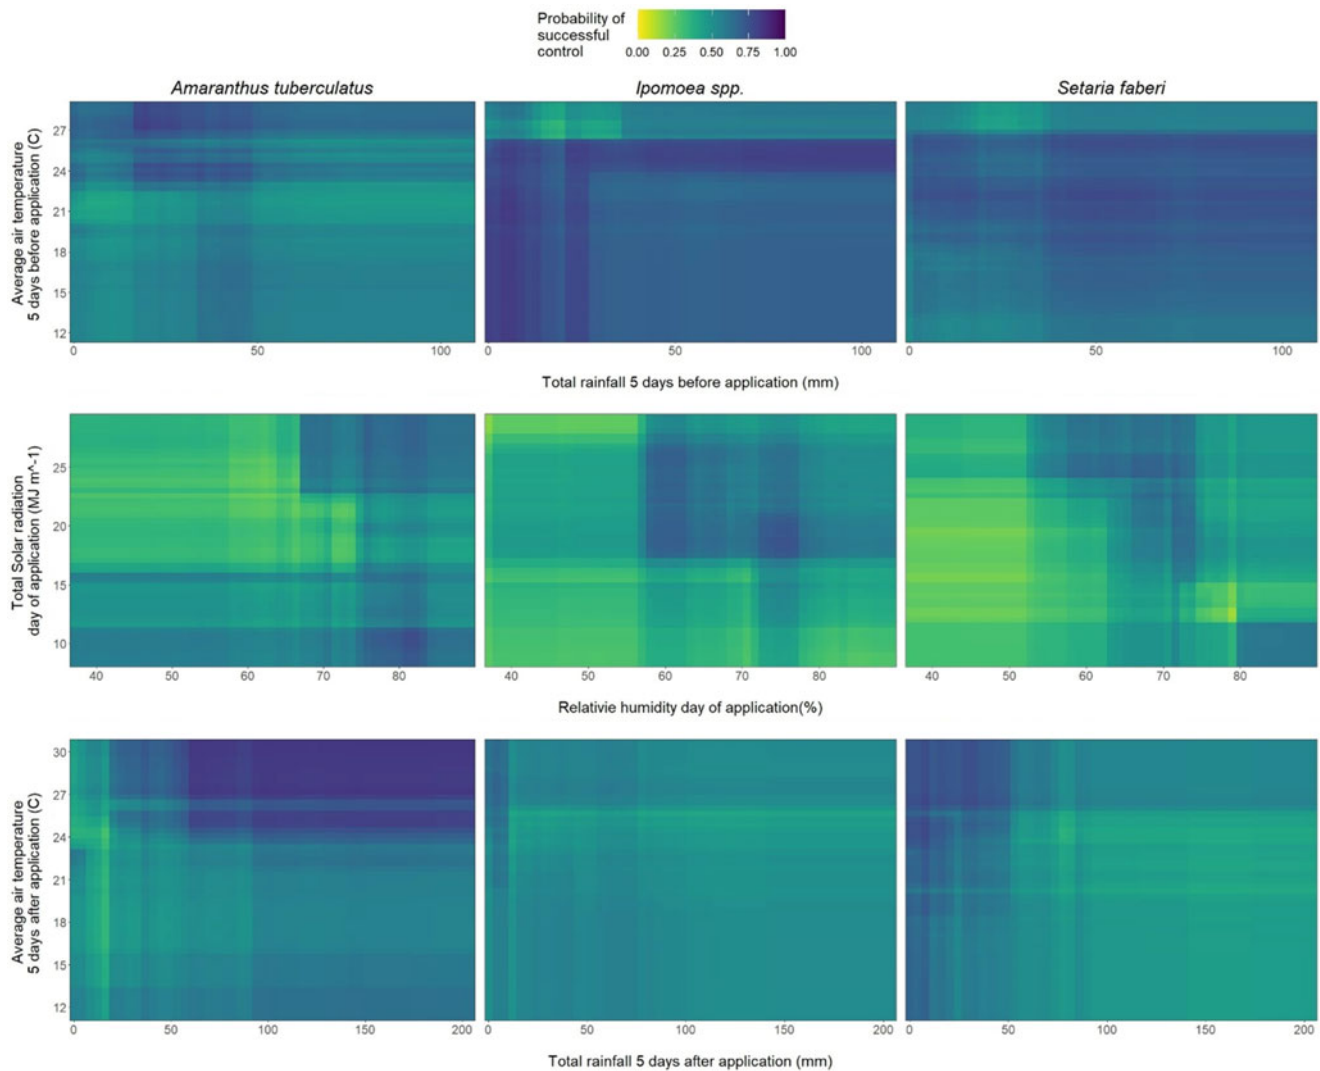 Probability of
successful
control
0.00 0.25 0.50 0.75 1.00
Amaranthus tuberculatus
Ipomoea spp.
Setaria faberi
Average air temperature
5 days before application (C)
27
24
21
18
15
12
0 50 100
0 50 100
0 50 100
Total rainfall 5 days before application (mm)
Total Solar radiation
day of application (MJ m^-1)
25
20
15
10
40 50 60 70 80
40 50 60 70 80
40 50 60 70 80
Relativie humidity day of application(%)
Average air temperature
5 days after application (C)
30
27
24
21
18
15
12
0 50 100 150 200
0 50 100 150 200
0 50 100 150 200
Total rainfall 5 days after application (mm)